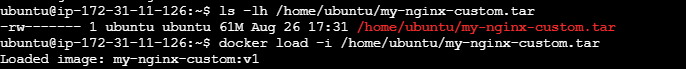 ubuntu@ip-172-31-11-126:~$ ls -lh /home/ubuntu/my-nginx-custom.tar
-rw------- 1 ubuntu ubuntu 61M Aug 26 17:31 /home/ubuntu/my-nginx-custom.tar
ubuntu@ip-172-31-11-126:~$ docker load -i /home/ubuntu/my-nginx-custom.tar
Loaded image: my-nginx-custom:v1